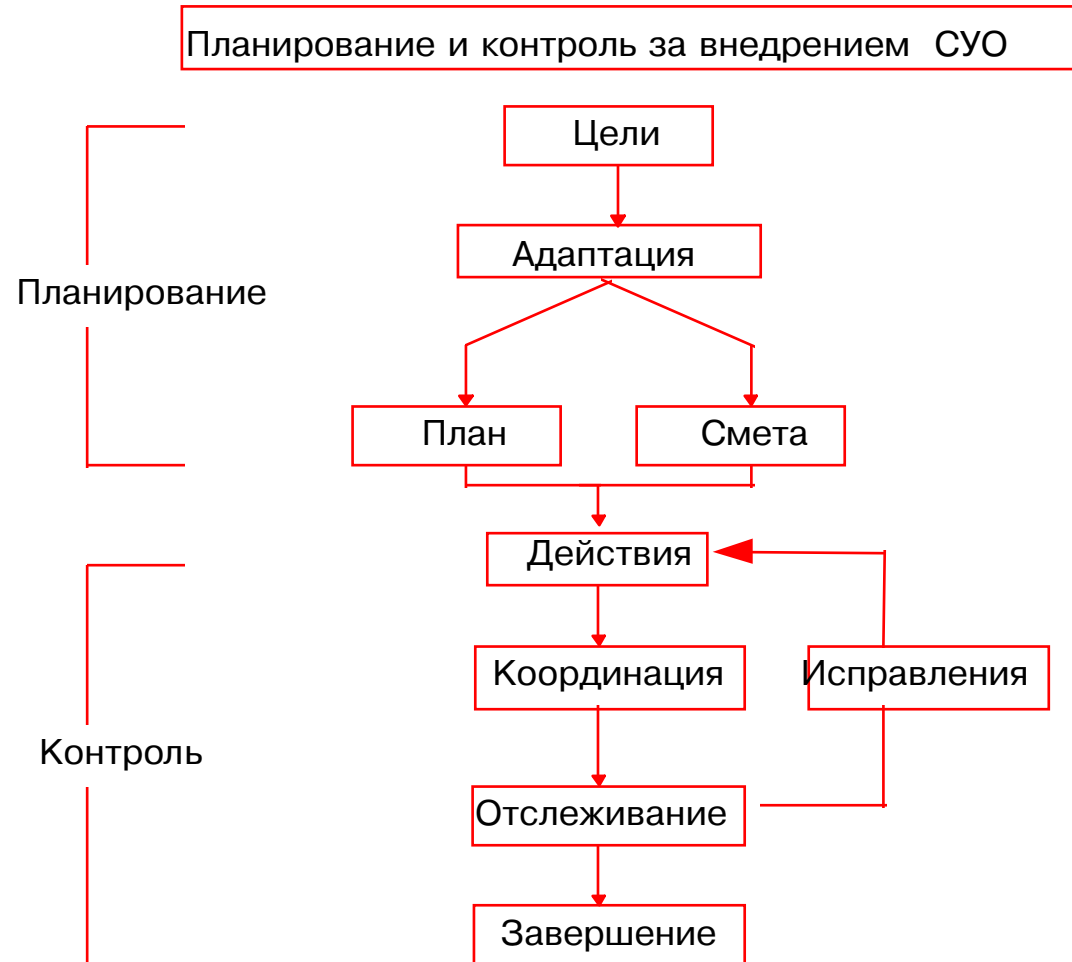 Планирование и контроль за внедрением СУО
Цели
Адаптация
Планирование
План
Смета
Действия
Координация
Исправления
Контроль
Отслеживание
Завершение